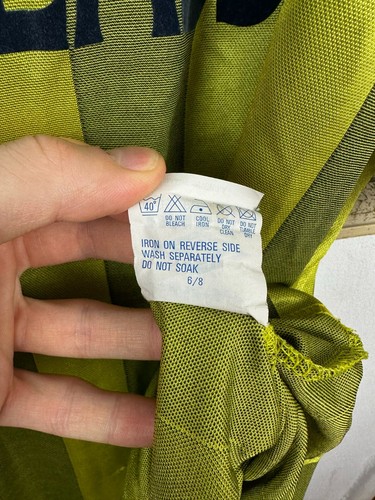 40°
DO NOT BLEACH
COOL IRON
DO NOT DRY CLEAN
DO NOT TUMBLE DRY
IRON ON REVERSE SIDE
WASH SEPARATELY
DO NOT SOAK
6/8